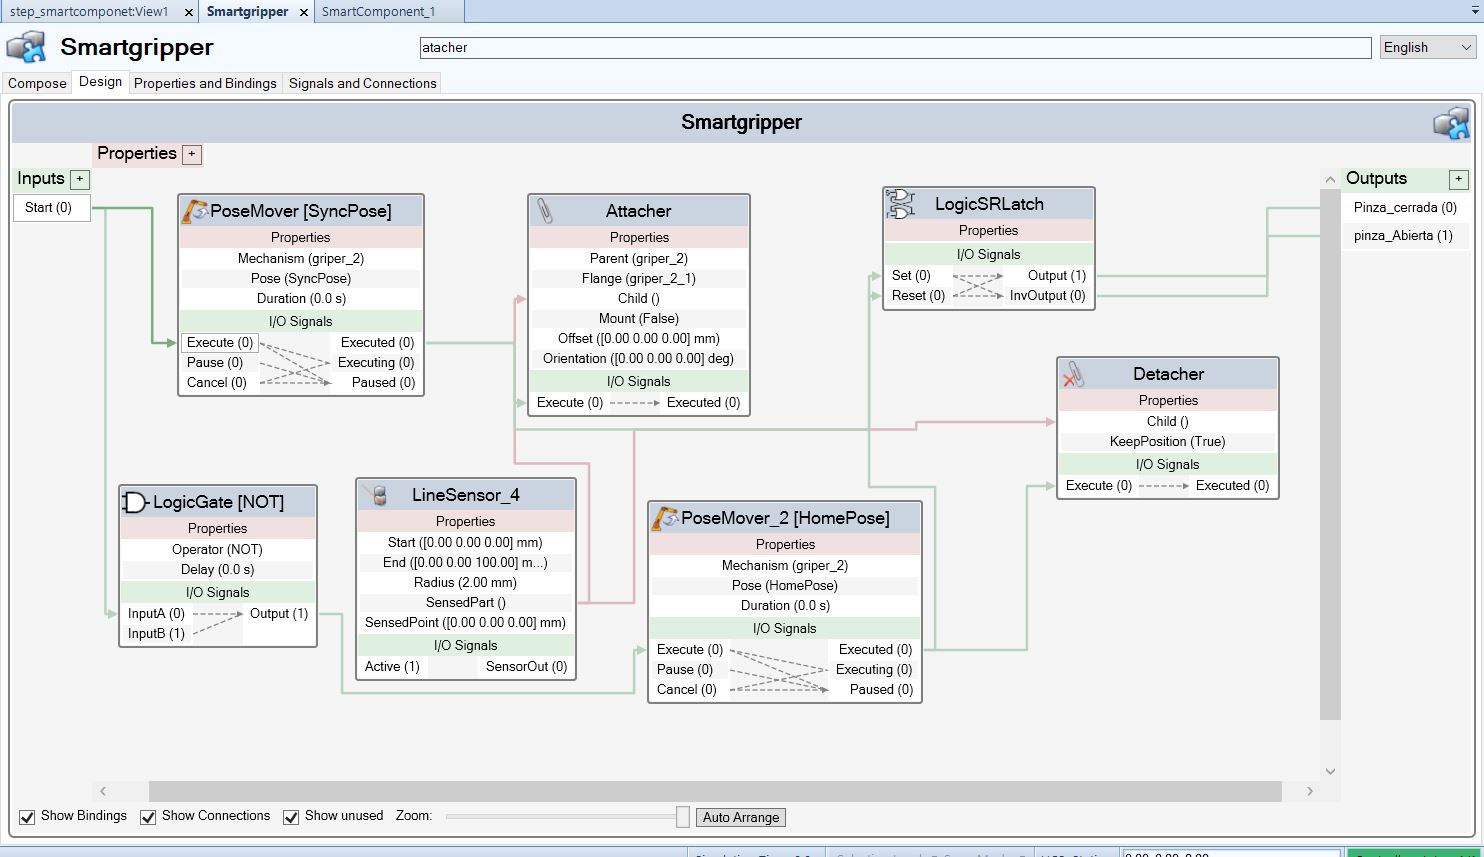 step_smartcomponet:View1
Smartgripper
SmartComponent_1
Smartgripper
atacher
English
Compose
Design
Properties and Bindings
Signals and Connections
Smartgripper
Properties +
Inputs +
Start (0)
PoseMover [SyncPose]
Properties
Mechanism (griper_2)
Pose (SyncPose)
Duration (0.0 s)
I/O Signals
Execute (0) Executed (0)
Pause (0) Executing (0)
Cancel (0) Paused (0)
Attacher
Properties
Parent (griper_2)
Flange (griper_2_1)
Child ()
Mount (False)
Offset ([0.00 0.00 0.00] mm)
Orientation ([0.00 0.00 0.00] deg)
I/O Signals
Execute (0) Executed (0)
LogicSRLatch
Properties
I/O Signals
Set (0) Output (1)
Reset (0) InvOutput (0)
Outputs +
Pinza_cerrada (0)
pinza_Abierta (1)
Detacher
Properties
Child ()
KeepPosition (True)
I/O Signals
Execute (0) Executed (0)
LogicGate [NOT]
Properties
Operator (NOT)
Delay (0.0 s)
I/O Signals
InputA (0) Output (1)
InputB (1)
LineSensor_4
Properties
Start ([0.00 0.00 0.00] mm)
End ([0.00 0.00 100.00] m...)
Radius (2.00 mm)
SensedPart ()
SensedPoint ([0.00 0.00 0.00] mm)
I/O Signals
Active (1) SensorOut (0)
PoseMover_2 [HomePose]
Properties
Mechanism (griper_2)
Pose (HomePose)
Duration (0.0 s)
I/O Signals
Execute (0) Executed (0)
Pause (0) Executing (0)
Cancel (0) Paused (0)
Show Bindings
Show Connections
Show unused
Zoom:
Auto Arrange